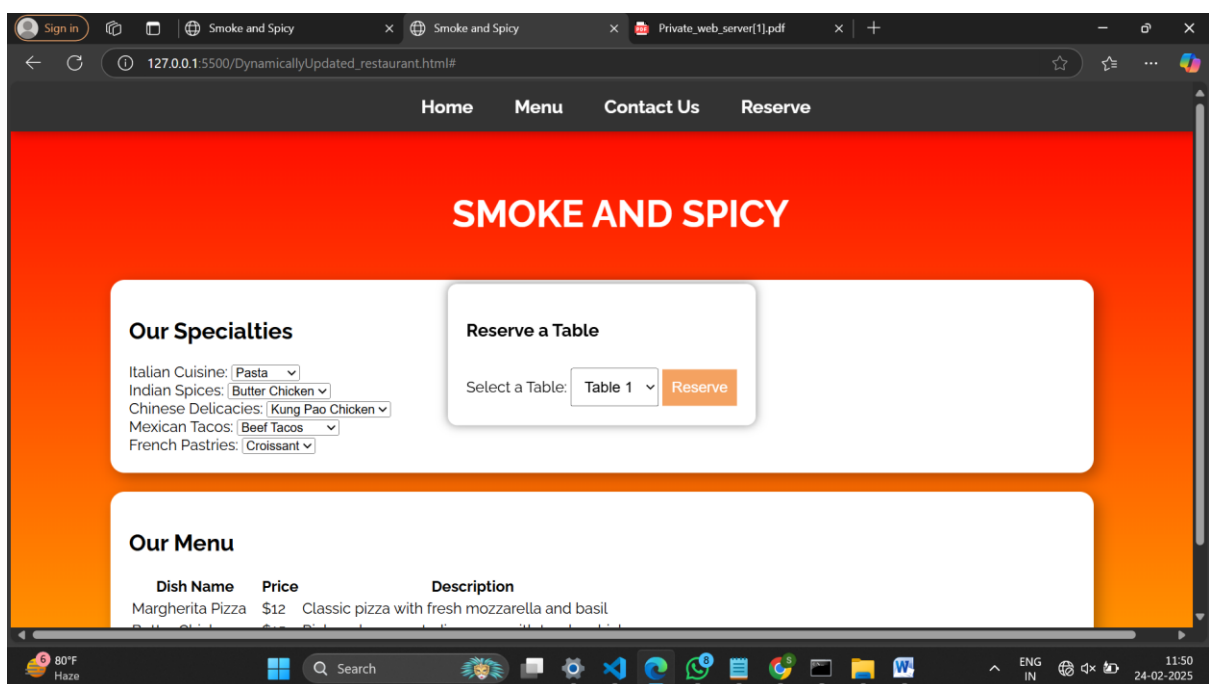 Sign in
Smoke and Spicy
Smoke and Spicy
Private_web_server[1].pdf
127.0.0.1:5500/DynamicallyUpdated_restaurant.html#
Home Menu Contact Us Reserve
SMOKE AND SPICY
Our Specialties
Italian Cuisine: Pasta
Indian Spices: Butter Chicken
Chinese Delicacies: Kung Pao Chicken
Mexican Tacos: Beef Tacos
French Pastries: Croissant
Reserve a Table
Select a Table: Table 1 Reserve
Our Menu
Dish Name Price Description
Margherita Pizza $12 Classic pizza with fresh mozzarella and basil
6
80°F
Haze
Search
8
S
W
ENG
IN
11:50
24-02-2025